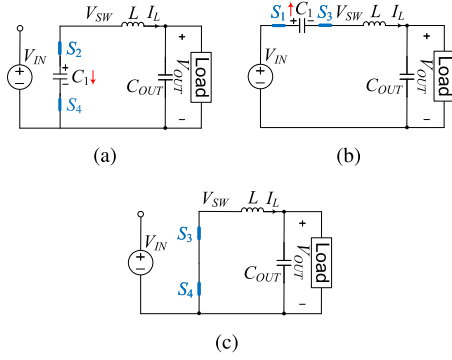 V_SW L I_L
S_2
V_IN
+
C_1 ↓
−
S_4
C_OUT
+
V_OUT
−
Load
(a)
S_1 ↑ C_1 S_3 V_SW L I_L
+ −
V_IN
C_OUT
+
V_OUT
−
Load
(b)
V_SW L I_L
V_IN
S_3
S_4
C_OUT
+
V_OUT
−
Load
(c)